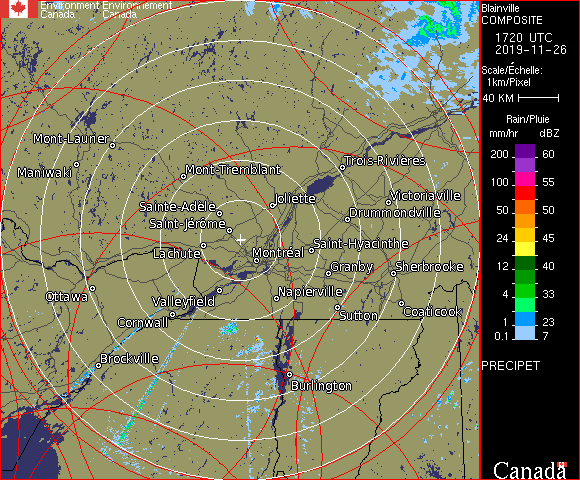 Environment Environnement
Canada Canada
Blainville
COMPOSITE
1720 UTC
2019-11-26
Scale/Échelle:
1km/Pixel
40 KM
Rain/Pluie
mm/hr dBZ
200 60
100 55
50 50
24 45
12 40
4 33
1 23
0.1 7
PRECIPET
Canada
Mont-Laurier
Maniwaki
Mont-Tremblant
Trois-Rivières
Sainte-Adèle
Joliette
Victoriaville
Saint-Jérôme
Drummondville
Lachute
Montréal
Saint-Hyacinthe
Granby
Sherbrooke
Ottawa
Valleyfield
Napierville
Cornwall
Sutton
Coaticook
Brockville
Burlington